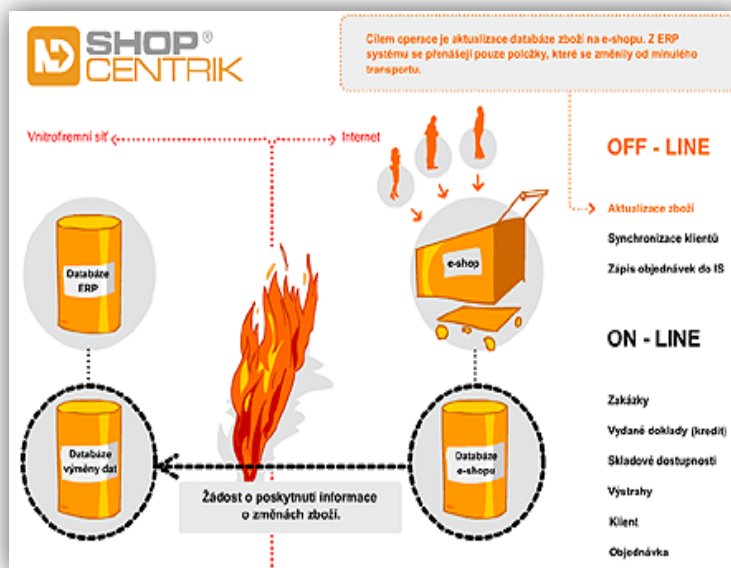 SHOP®
CENTRIK
Cílem operace je aktualizace databáze zboží na e-shopu. Z ERP
systému se přenášejí pouze položky, které se změnily od minulého
transportu.
Vnitrofiremní síť
Internet
OFF - LINE
Aktualizace zboží
Synchronizace klientů
Zápis objednávek do IS
Databáze
ERP
e-shop
ON - LINE
Zakázky
Vydané doklady (kredit)
Skladové dostupnosti
Výstrahy
Klient
Objednávka
Databáze
výměny dat
Databáze
e-shopu
Žádost o poskytnutí informace
o změnách zboží.